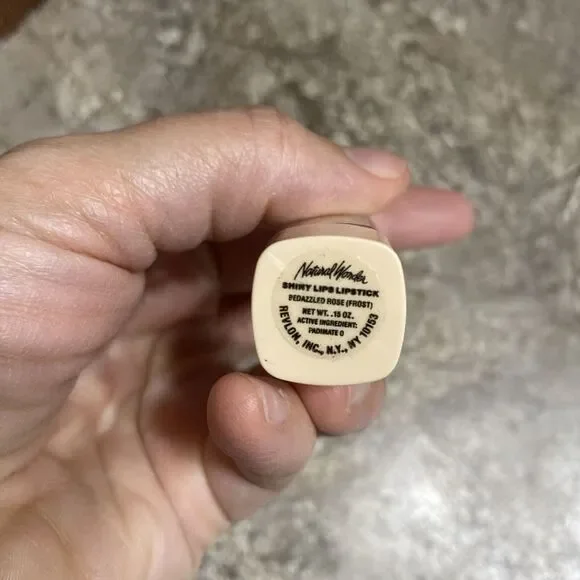 Natural Wonder
SHINY LIPS LIPSTICK
BEDAZZLED ROSE (FROST)
NET WT. .15 OZ.
ACTIVE INGREDIENT:
PADIMATE O
REVLON, INC., N.Y., NY 10153